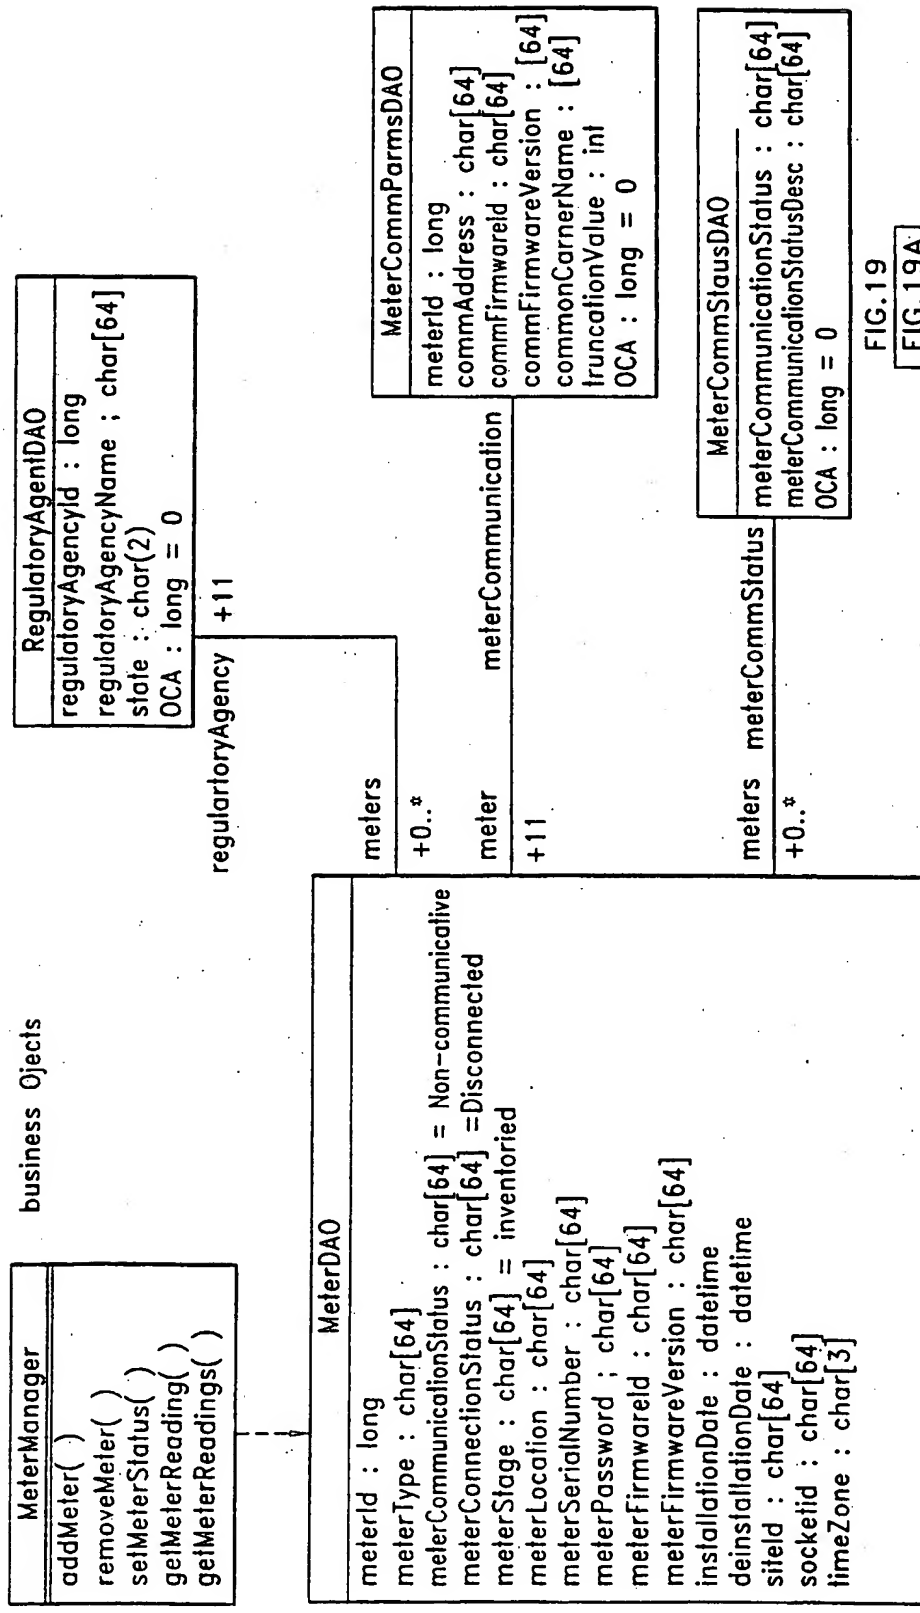 business Ojects
MeterManager
addMeter( )
removeMeter( )
setMeterStatus( )
getMeterReading( )
getMeterReadings( )
RegulatoryAgentDAO
regulatoryAgencyId : long
regulatoryAgencyName ; char[64]
state : char(2)
OCA : long = 0
regulartoryAgency +11
meters
+0..*
MeterDAO
meterId : long
meterType : char[64]
meterCommunicationStatus : char[64] = Non-communicative
meterConnectionStatus : char[64] =Disconnected
meterStage : char[64] = inventoried
meterLocation : char[64]
meterSerialNumber : char[64]
meterPassword ; char[64]
meterFirmwareId : char[64]
meterFirmwareVersion : char[64]
installationDate : datetime
deinstallationDate : datetime
siteId : char[64]
socketid : char[64]
timeZone : char[3]
meter meterCommunication
+11
MeterCommParmsDAO
meterId : long
commAddress : char[64]
commFirmwareId : char[64]
commFirmwareVersion : [64]
commonCarnerName : [64]
truncationValue : int
OCA : long = 0
meters meterCommStatus
+0..*
MeterCommStausDAO
meterCommunicationStatus : char[64]
meterCommunicationStatusDesc : char[64]
OCA : long = 0
FIG.19
FIG.19A